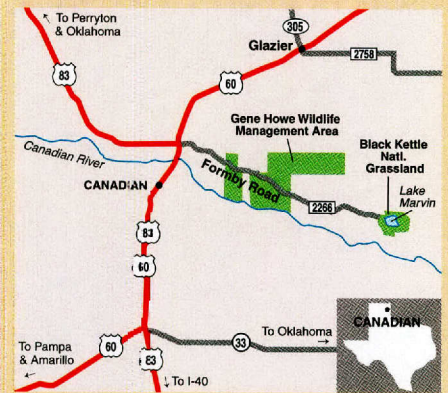 To Perryton
& Oklahoma
305
Glazier
2758
83
60
Gene Howe Wildlife
Management Area
Black Kettle
Natl.
Grassland
Canadian River
Lake
Marvin
CANADIAN
Formby Road
2266
83
60
CANADIAN
To Oklahoma
33
To Pampa
& Amarillo
60
83
To I-40